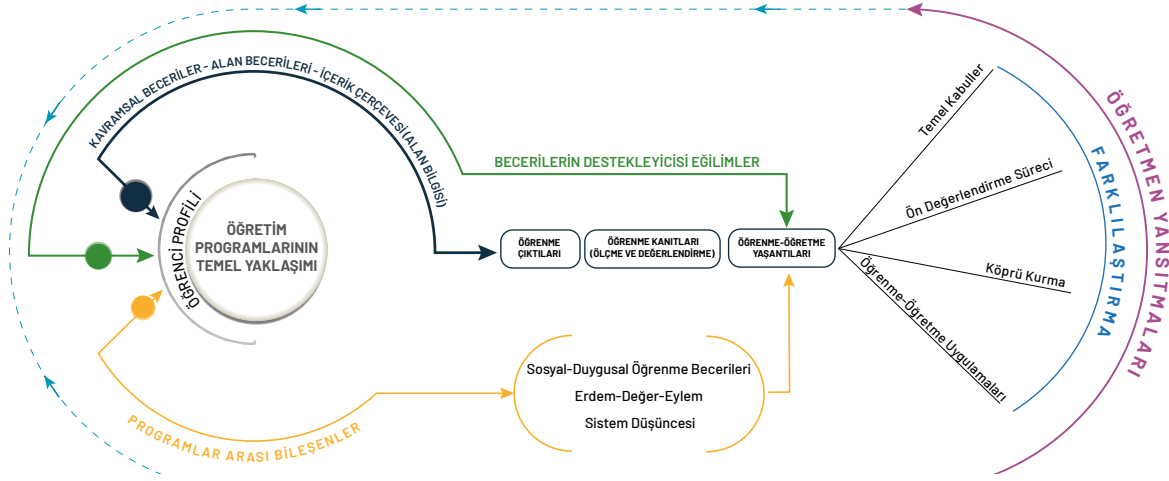 KAVRAMSAL BECERİLER - ALAN BECERİLERİ - İÇERİK ÇERÇEVESİ (ALAN BİLGİSİ)
ÖĞRENCİ PROFİLİ
ÖĞRETİM
PROGRAMLARININ
TEMEL YAKLAŞIMI
PROGRAMLAR ARASI BİLEŞENLER
BECERİLERİN DESTEKLEYİCİSİ EĞİLİMLER
ÖĞRENME
ÇIKTILARI
ÖĞRENME KANITLARI
(ÖLÇME VE DEĞERLENDİRME)
ÖĞRENME-ÖĞRETME
YAŞANTILARI
Sosyal-Duygusal Öğrenme Becerileri
Erdem-Değer-Eylem
Sistem Düşüncesi
Temel Kabuller
Ön Değerlendirme Süreci
Köprü Kurma
Öğrenme-Öğretme Uygulamaları
FARKLILAŞTIRMA
ÖĞRETMEN YANSITMALARI